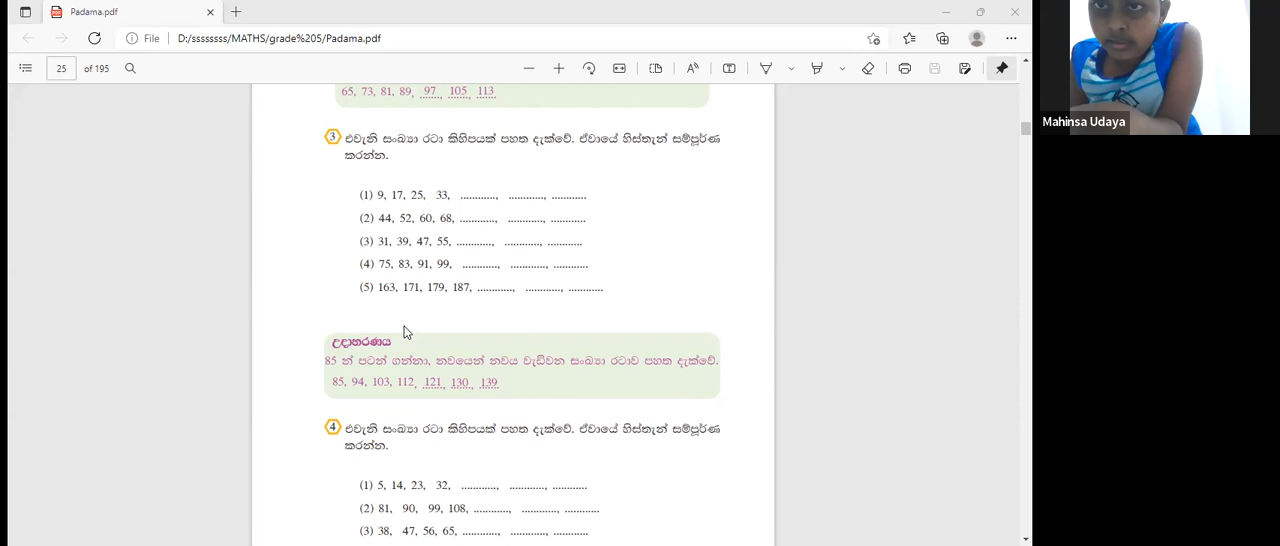 Padama.pdf
File D:/ssssssss/MATHS/grade%205/Padama.pdf
25 of 195
Mahinsa Udaya
65, 73, 81, 89, 97 105 113
3 එවැනි සංඛ්‍යා රටා කිහිපයක් පහත දැක්වේ. ඒවායේ හිස්තැන් සම්පූර්ණ
කරන්න.
(1) 9, 17, 25, 33, ............, ............, ............
(2) 44, 52, 60, 68, ............, ............, ............
(3) 31, 39, 47, 55, ............, ............, ............
(4) 75, 83, 91, 99, ............, ............, ............
(5) 163, 171, 179, 187, ............, ............, ............
උදාහරණය
85 න් පටන් ගන්නා, නවයෙන් නවය වැඩිවන සංඛ්‍යා රටාව පහත දැක්වේ.
85, 94, 103, 112, 121, 130, 139
4 එවැනි සංඛ්‍යා රටා කිහිපයක් පහත දැක්වේ. ඒවායේ හිස්තැන් සම්පූර්ණ
කරන්න.
(1) 5, 14, 23, 32, ............, ............, ............
(2) 81, 90, 99, 108, ............, ............, ............
(3) 38, 47, 56, 65, ............, ............, ............